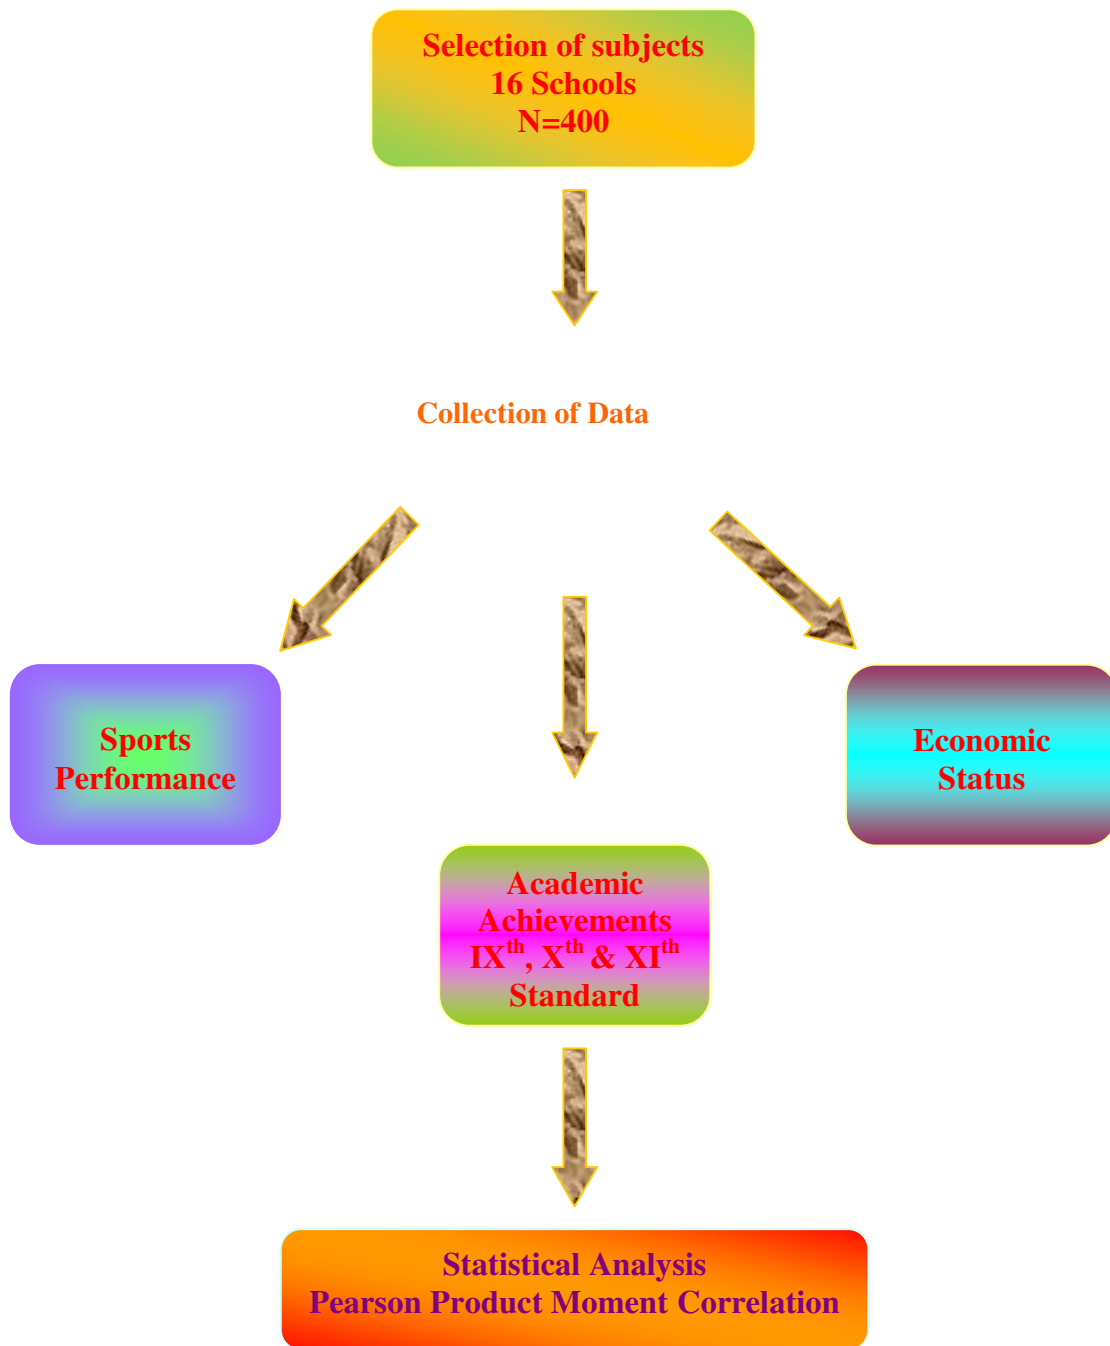 Selection of subjects
16 Schools
N=400
Collection of Data
Sports
Performance
Economic
Status
Academic
Achievements
IXth, Xth & XIth
Standard
Statistical Analysis
Pearson Product Moment Correlation